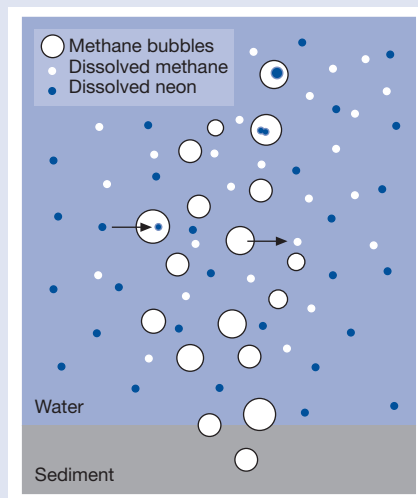 Methane bubbles
Dissolved methane
Dissolved neon
Water
Sediment